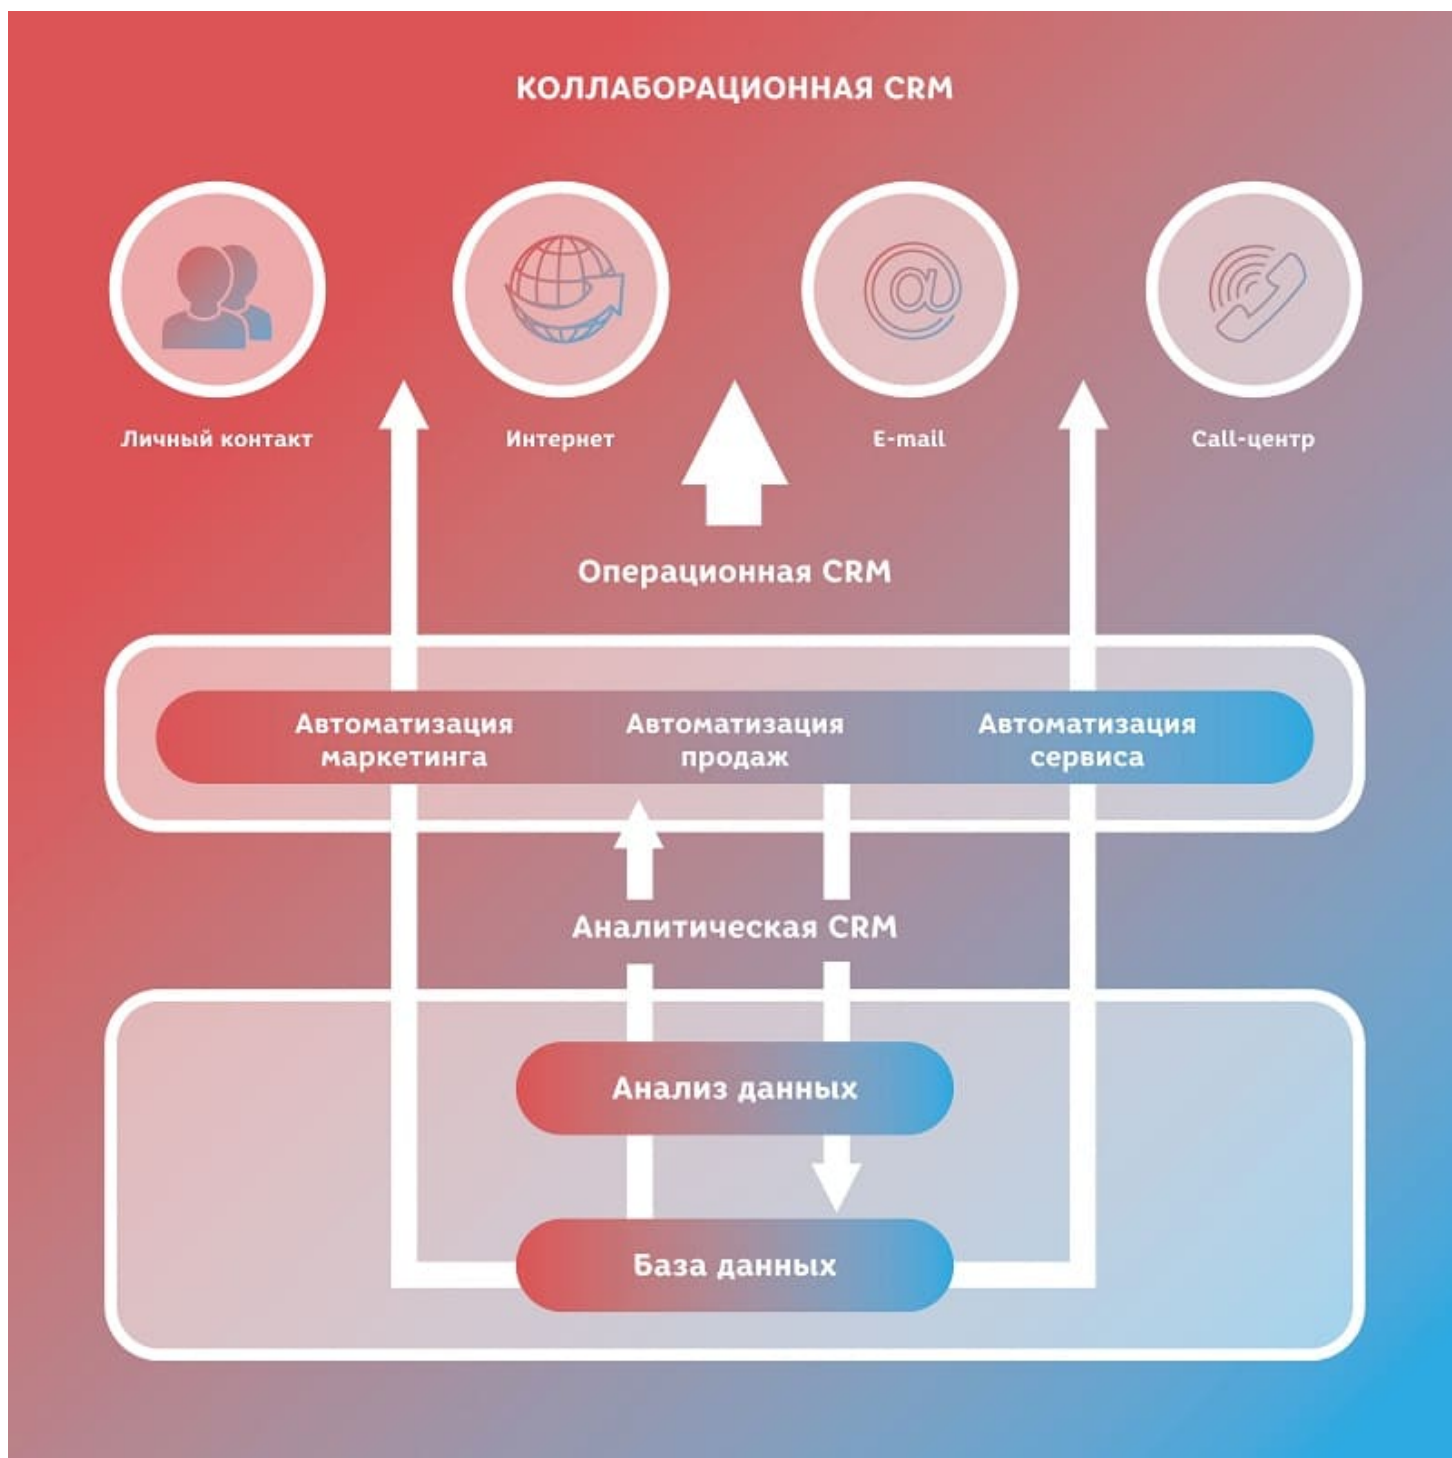 КОЛЛАБОРАЦИОННАЯ CRM
Личный контакт
Интернет
E-mail
Call-центр
Операционная CRM
Автоматизация
маркетинга
Автоматизация
продаж
Автоматизация
сервиса
Аналитическая CRM
Анализ данных
База данных